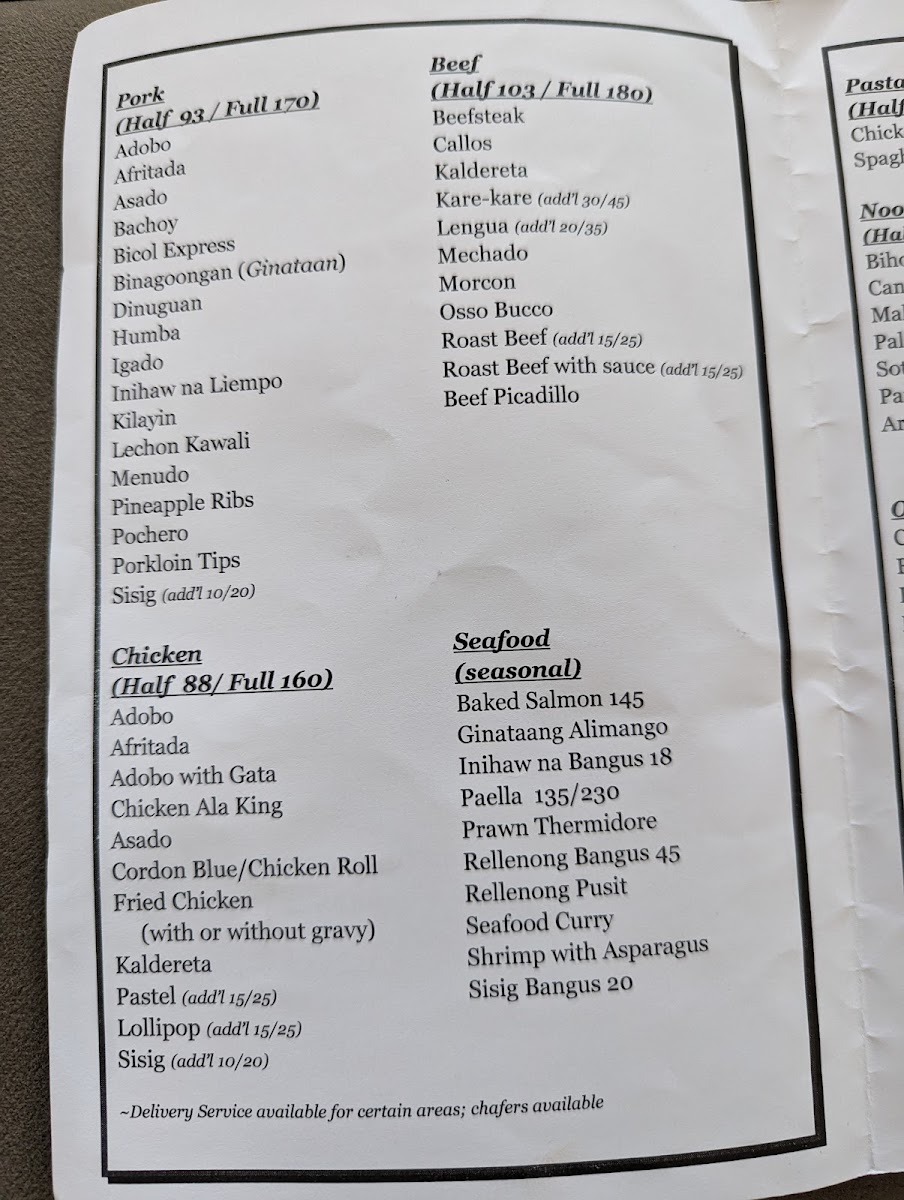 Pork
(Half 93 / Full 170)
Adobo
Afritada
Asado
Bachoy
Bicol Express
Binagoongan (Ginataan)
Dinuguan
Humba
Igado
Inihaw na Liempo
Kilayin
Lechon Kawali
Menudo
Pineapple Ribs
Pochero
Porkloin Tips
Sisig (add'l 10/20)
Chicken
(Half 88/ Full 160)
Adobo
Afritada
Adobo with Gata
Chicken Ala King
Asado
Cordon Blue/Chicken Roll
Fried Chicken
(with or without gravy)
Kaldereta
Pastel (add'l 15/25)
Lollipop (add'l 15/25)
Sisig (add'l 10/20)
Beef
(Half 103 / Full 180)
Beefsteak
Callos
Kaldereta
Kare-kare (add'l 30/45)
Lengua (add'l 20/35)
Mechado
Morcon
Osso Bucco
Roast Beef (add'l 15/25)
Roast Beef with sauce (add'l 15/25)
Beef Picadillo
Seafood
(seasonal)
Baked Salmon 145
Ginataang Alimango
Inihaw na Bangus 18
Paella 135/230
Prawn Thermidore
Rellenong Bangus 45
Rellenong Pusit
Seafood Curry
Shrimp with Asparagus
Sisig Bangus 20
~Delivery Service available for certain areas; chafers available
Pasta
(Half